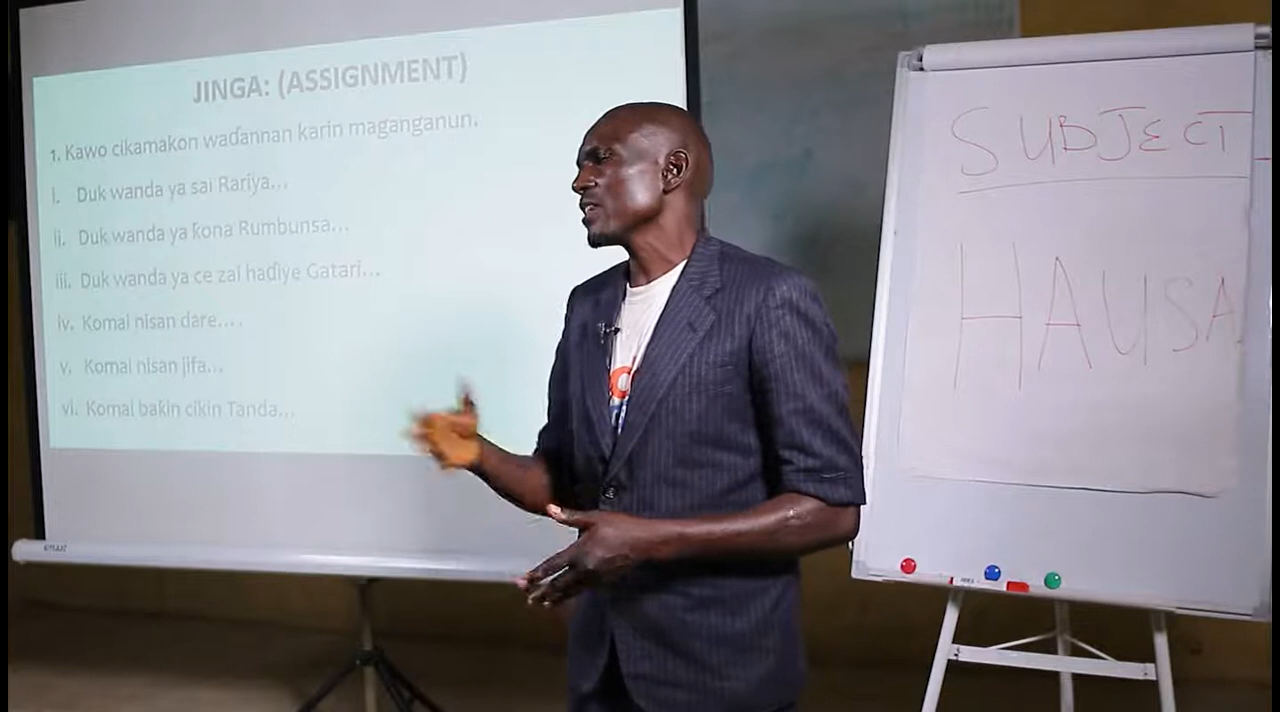 JINGA: (ASSIGNMENT)
1. Kawo cikamakon waɗannan karin maganganun.
i. Duk wanda ya sai Rariya...
ii. Duk wanda ya ƙona Rumbunsa...
iii. Duk wanda ya ce zai haɗiye Gatari...
iv. Komai nisan dare....
v. Komai nisan jifa...
vi. Komai baƙin cikin Tanda...
SUBJECT
HAUSA